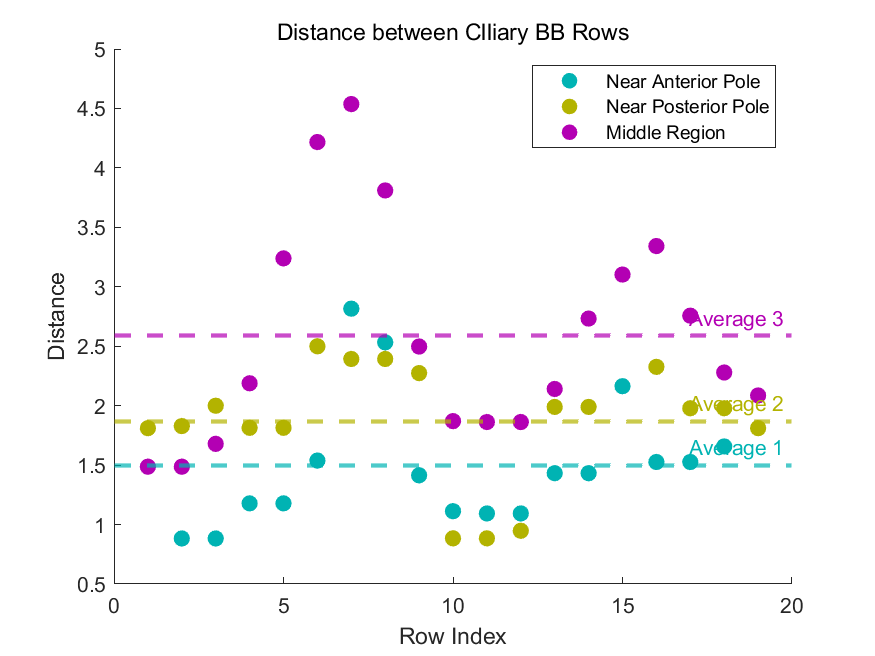 Distance between CIliary BB Rows
5
4.5
4
3.5
3
2.5
2
1.5
1
0.5
Distance
Near Anterior Pole
Near Posterior Pole
Middle Region
Average 3
Average 2
Average 1
0
5
10
15
20
Row Index